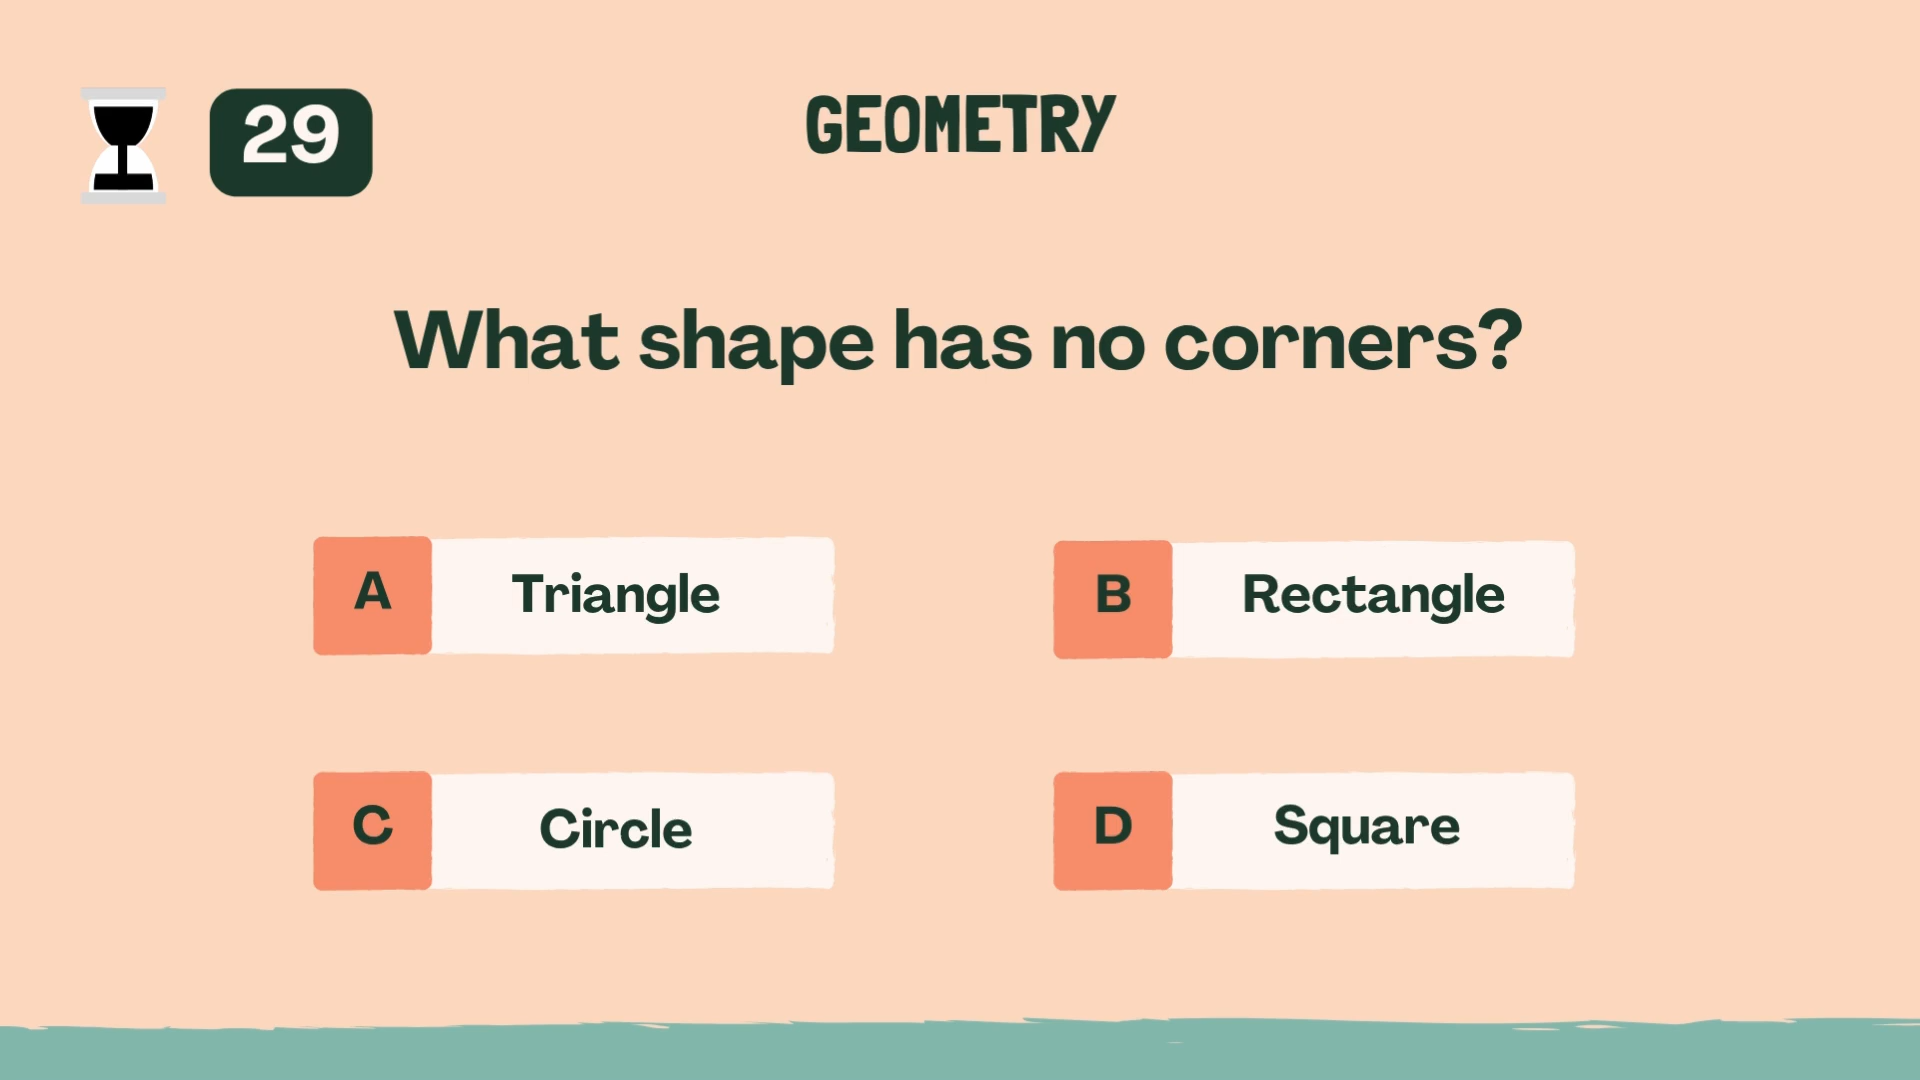 29
GEOMETRY
What shape has no corners?
A Triangle
B Rectangle
C Circle
D Square